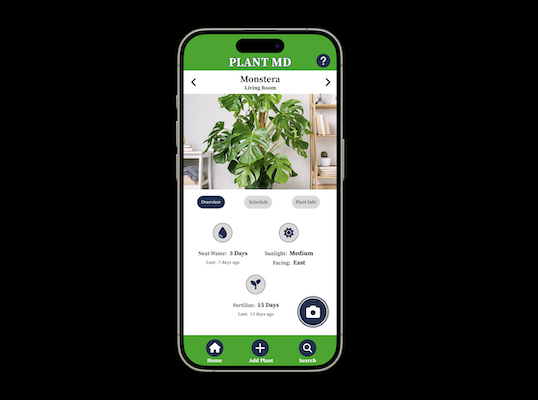 PLANT MD
?
Monstera
Living Room
Overview
Schedule
Plant Info
Next Water: 3 Days
Last: 7 days ago
Sunlight: Medium
Facing: East
Fertilize: 15 Days
Last: 13 days ago
Home
Add Plant
Search